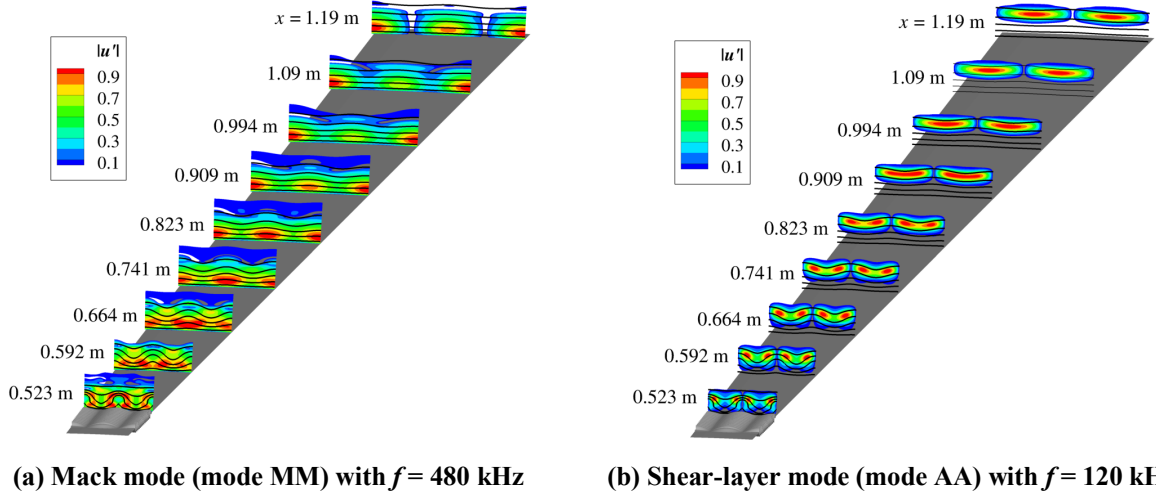 |u'|
0.9
0.7
0.5
0.3
0.1
x = 1.19 m
1.09 m
0.994 m
0.909 m
0.823 m
0.741 m
0.664 m
0.592 m
0.523 m
(a) Mack mode (mode MM) with f = 480 kHz
|u'|
0.9
0.7
0.5
0.3
0.1
x = 1.19 m
1.09 m
0.994 m
0.909 m
0.823 m
0.741 m
0.664 m
0.592 m
0.523 m
(b) Shear-layer mode (mode AA) with f = 120 kH